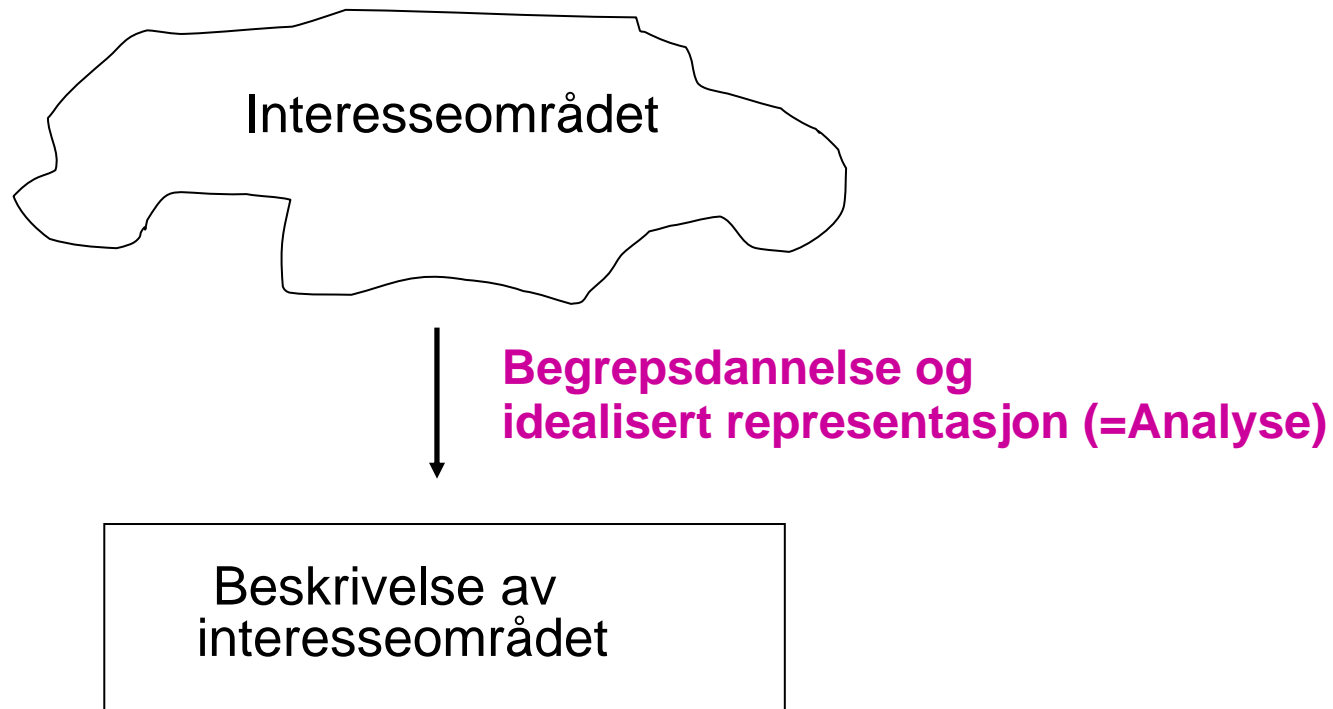 Interesseområdet
Begrepsdannelse og
idealisert representasjon (=Analyse)
Beskrivelse av
interesseområdet